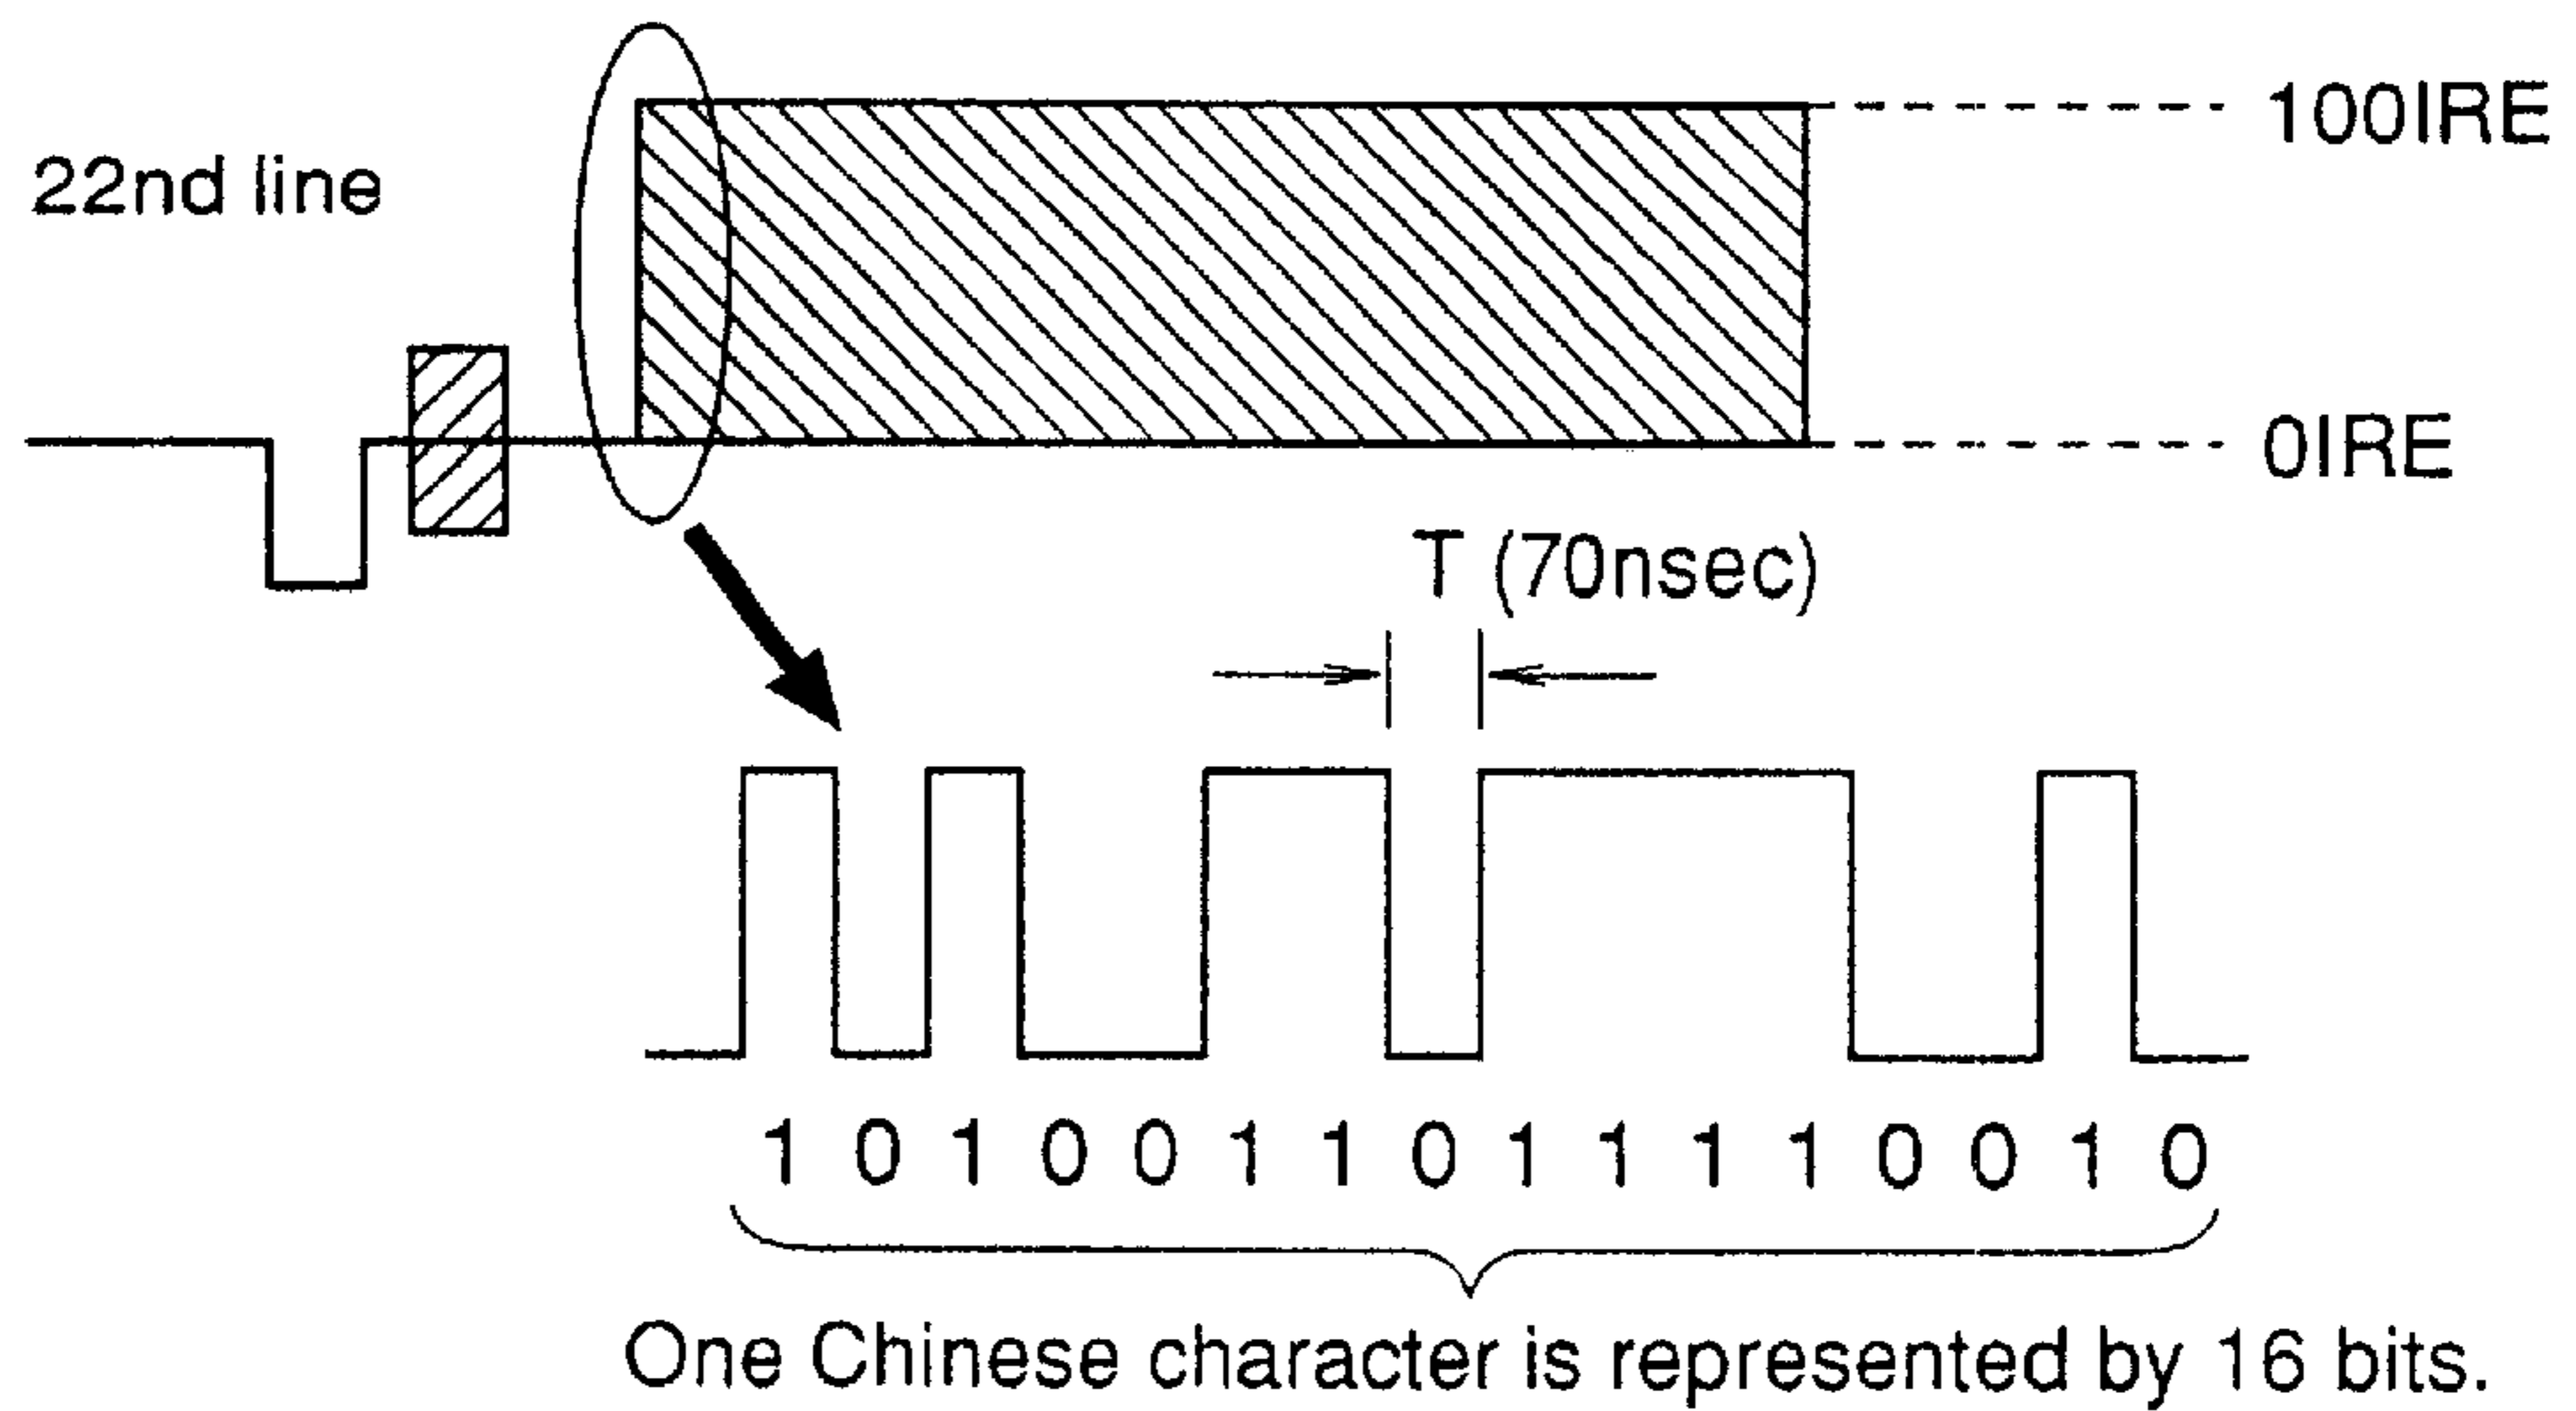 100IRE
22nd line
0IRE
T (70nsec)
1 0 1 0 0 1 1 0 1 1 1 1 0 0 1 0
One Chinese character is represented by 16 bits.